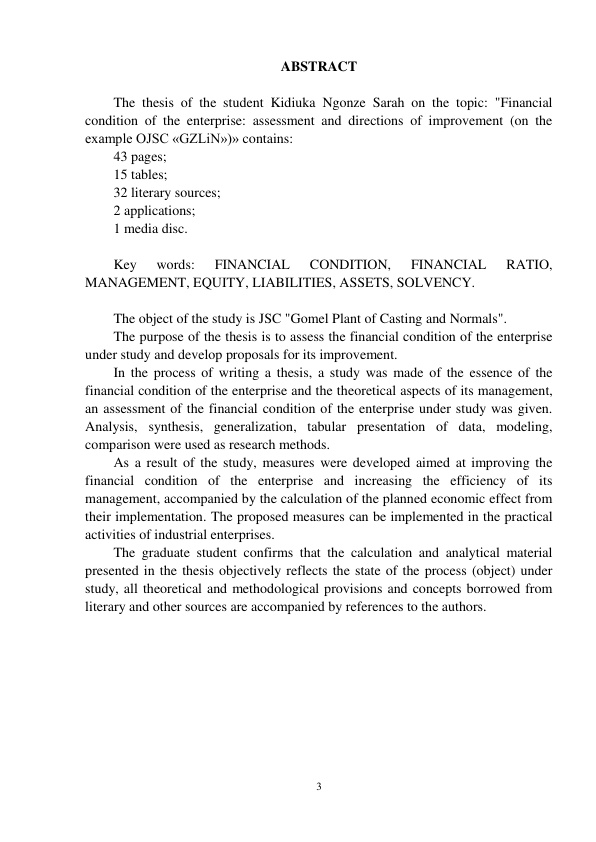 ABSTRACT
The thesis of the student Kidiuka Ngonze Sarah on the topic: "Financial
condition of the enterprise: assessment and directions of improvement (on the
example OJSC «GZLiN»)» contains:
43 pages;
15 tables;
32 literary sources;
2 applications;
1 media disc.
Key words: FINANCIAL CONDITION, FINANCIAL RATIO,
MANAGEMENT, EQUITY, LIABILITIES, ASSETS, SOLVENCY.
The object of the study is JSC "Gomel Plant of Casting and Normals".
The purpose of the thesis is to assess the financial condition of the enterprise
under study and develop proposals for its improvement.
In the process of writing a thesis, a study was made of the essence of the
financial condition of the enterprise and the theoretical aspects of its management,
an assessment of the financial condition of the enterprise under study was given.
Analysis, synthesis, generalization, tabular presentation of data, modeling,
comparison were used as research methods.
As a result of the study, measures were developed aimed at improving the
financial condition of the enterprise and increasing the efficiency of its
management, accompanied by the calculation of the planned economic effect from
their implementation. The proposed measures can be implemented in the practical
activities of industrial enterprises.
The graduate student confirms that the calculation and analytical material
presented in the thesis objectively reflects the state of the process (object) under
study, all theoretical and methodological provisions and concepts borrowed from
literary and other sources are accompanied by references to the authors.
3